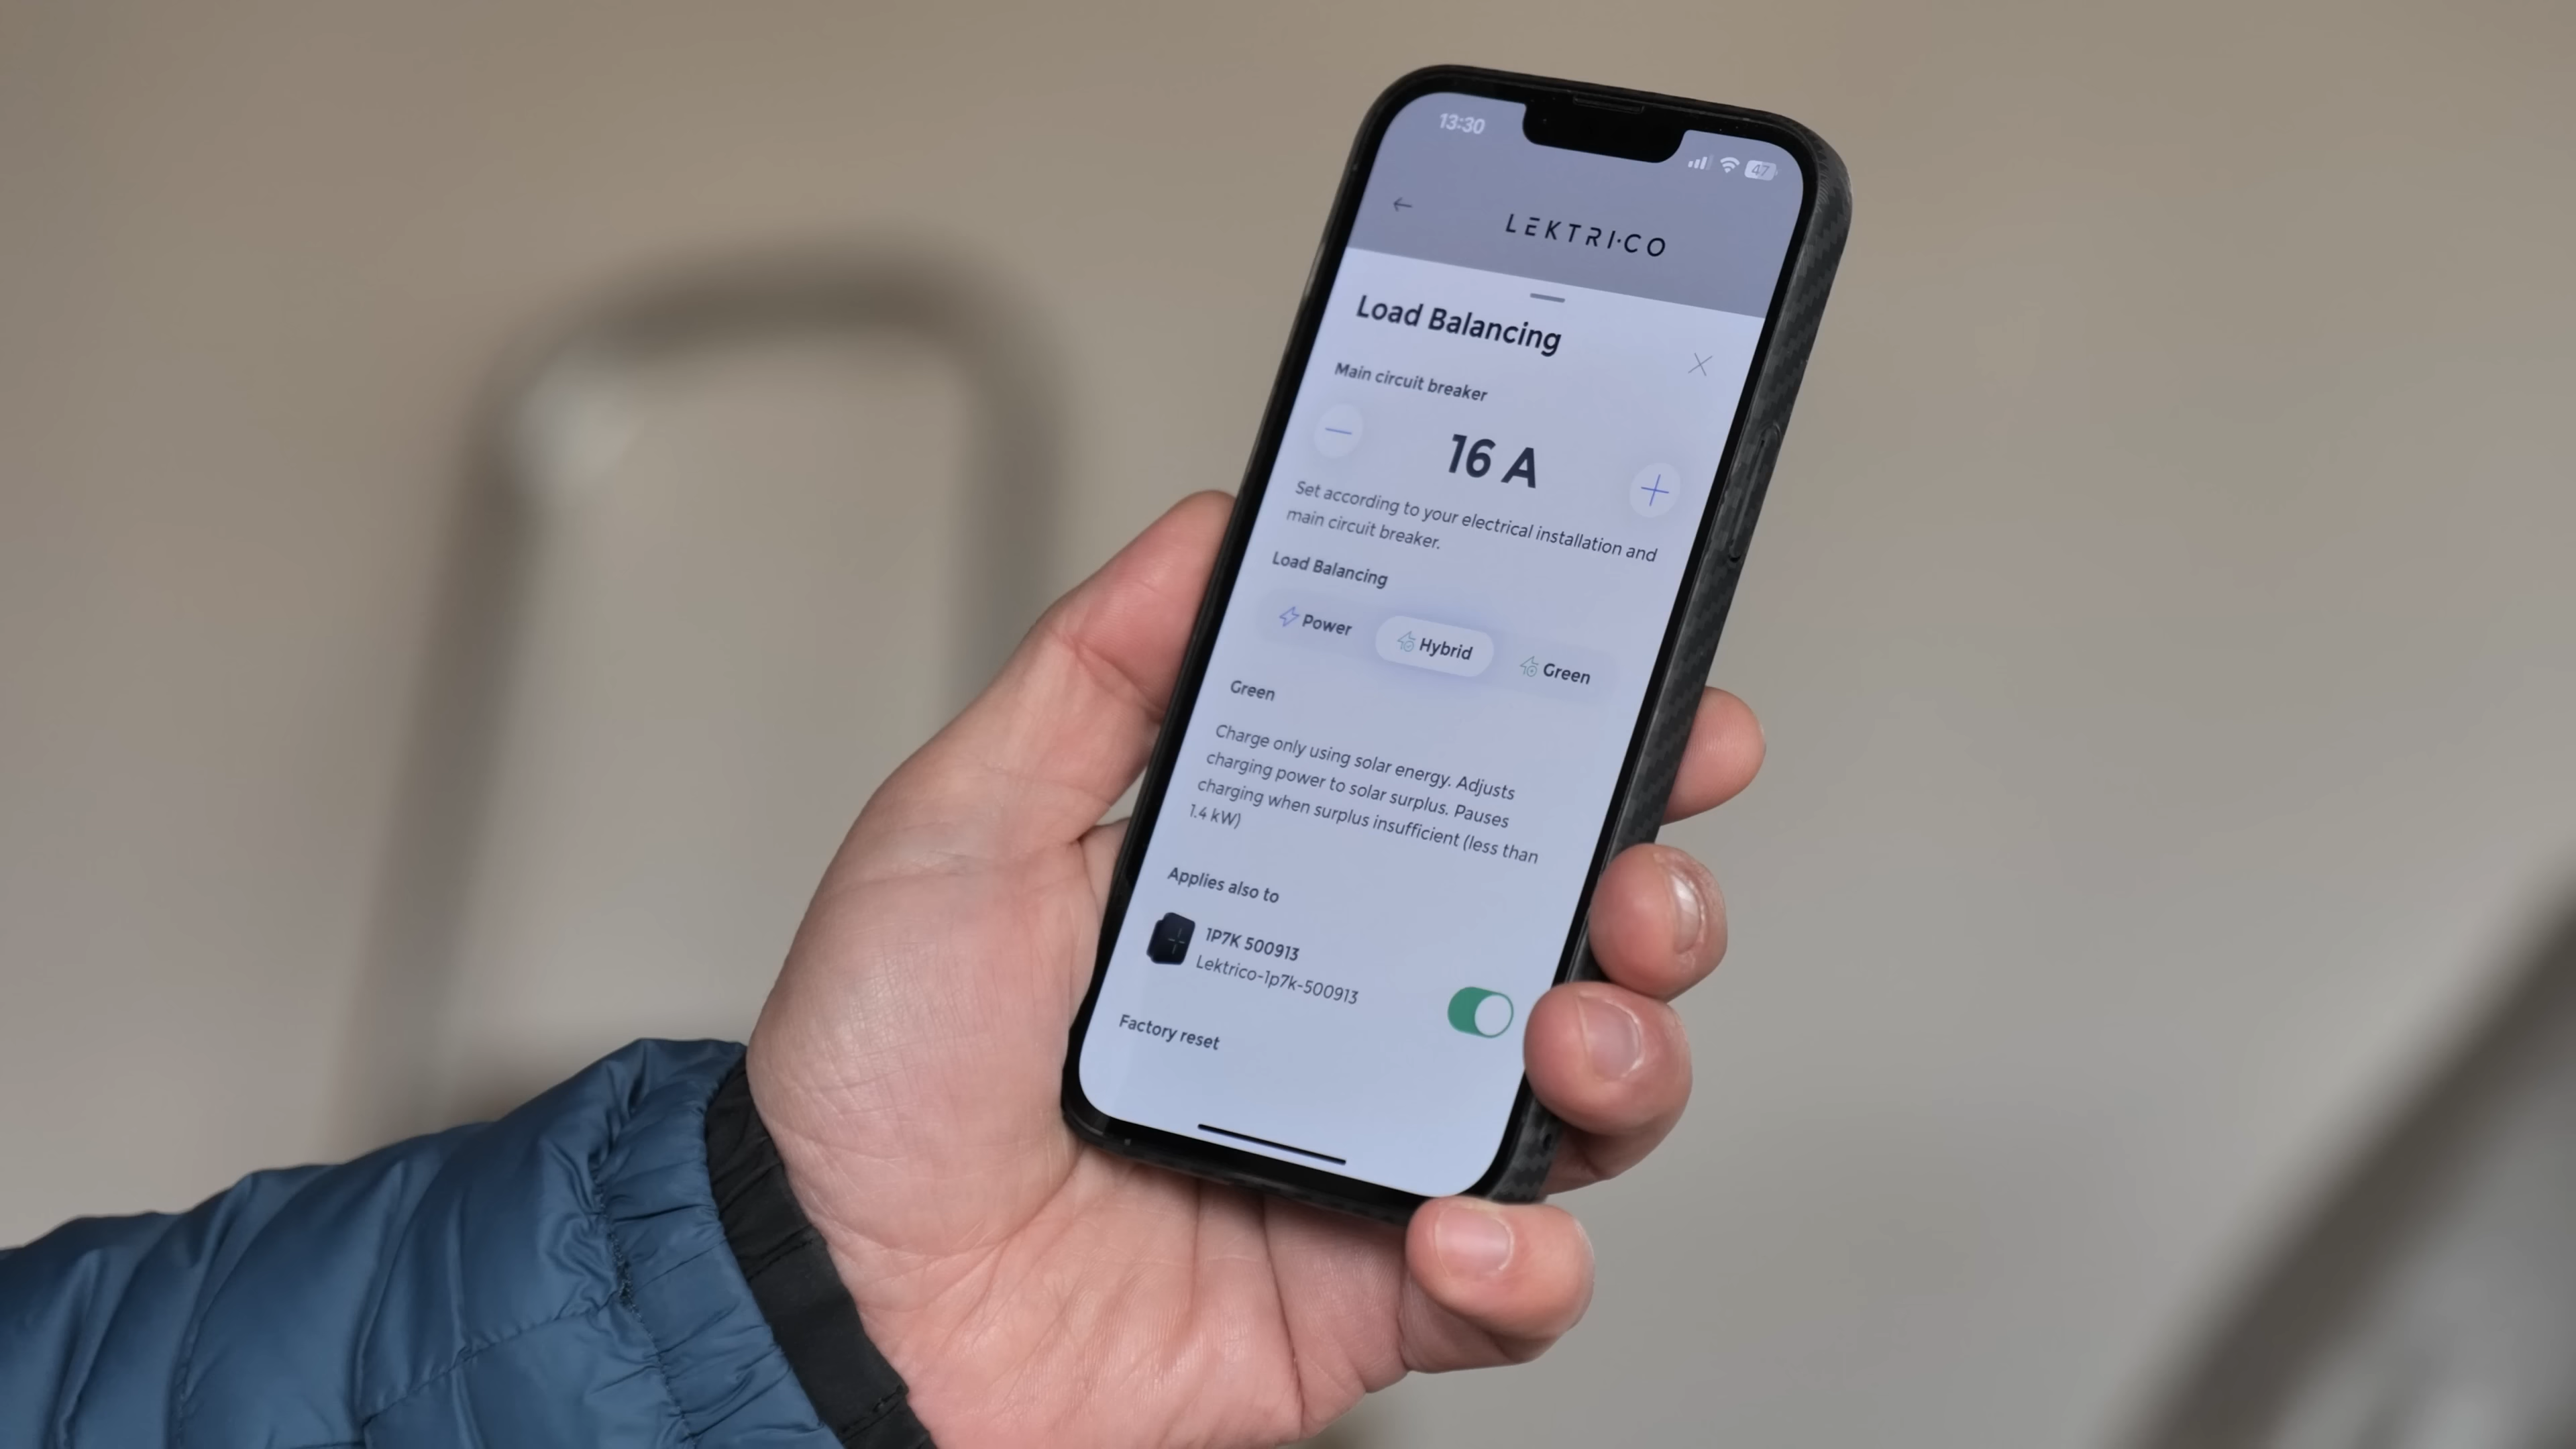 13:30
47
LEKTRI·CO
Load Balancing
Main circuit breaker
16 A
Set according to your electrical installation and
main circuit breaker.
Load Balancing
Power
Hybrid
Green
Green
Charge only using solar energy. Adjusts
charging power to solar surplus. Pauses
charging when surplus insufficient (less than
1.4 kW)
Applies also to
1P7K 500913
Lektrico-1p7k-500913
Factory reset